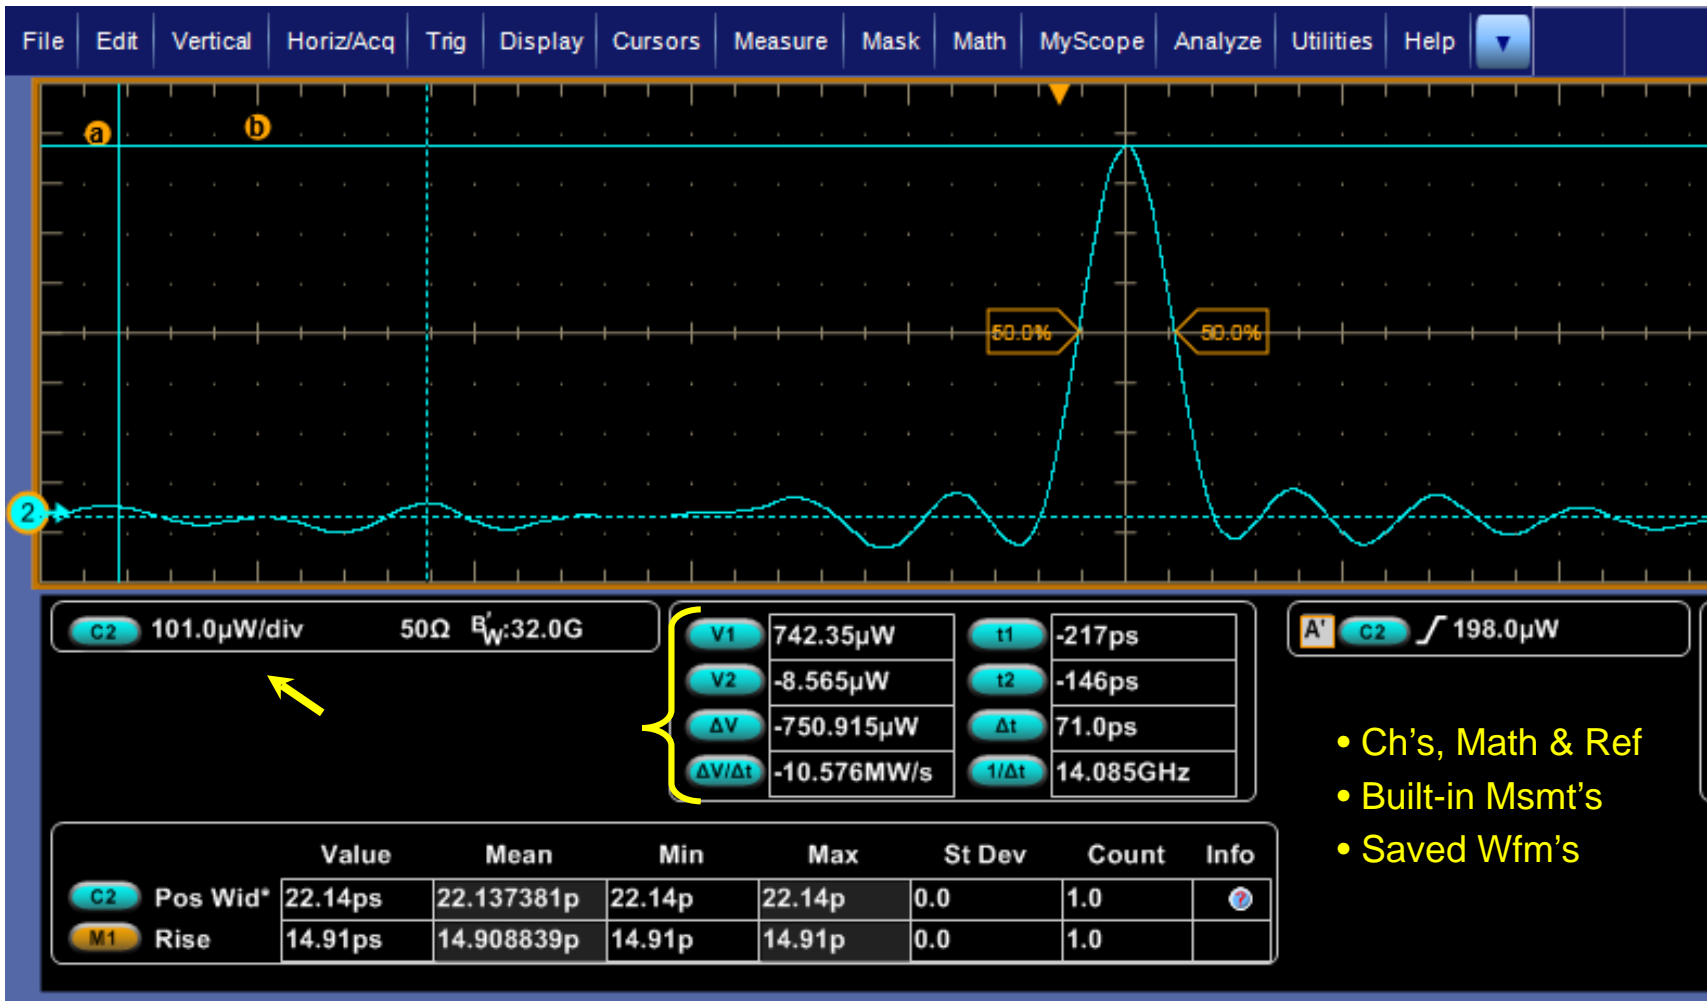 File Edit Vertical Horiz/Acq Trig Display Cursors Measure Mask Math MyScope Analyze Utilities Help
a b
50.0% 50.0%
2
C2 101.0µW/div 50Ω B'W:32.0G
V1 742.35µW t1 -217ps
V2 -8.565µW t2 -146ps
ΔV -750.915µW Δt 71.0ps
ΔV/Δt -10.576MW/s 1/Δt 14.085GHz
A' C2 198.0µW
• Ch's, Math & Ref
• Built-in Msmt's
• Saved Wfm's
Value Mean Min Max St Dev Count Info
C2 Pos Wid* 22.14ps 22.137381p 22.14p 22.14p 0.0 1.0 ?
M1 Rise 14.91ps 14.908839p 14.91p 14.91p 0.0 1.0